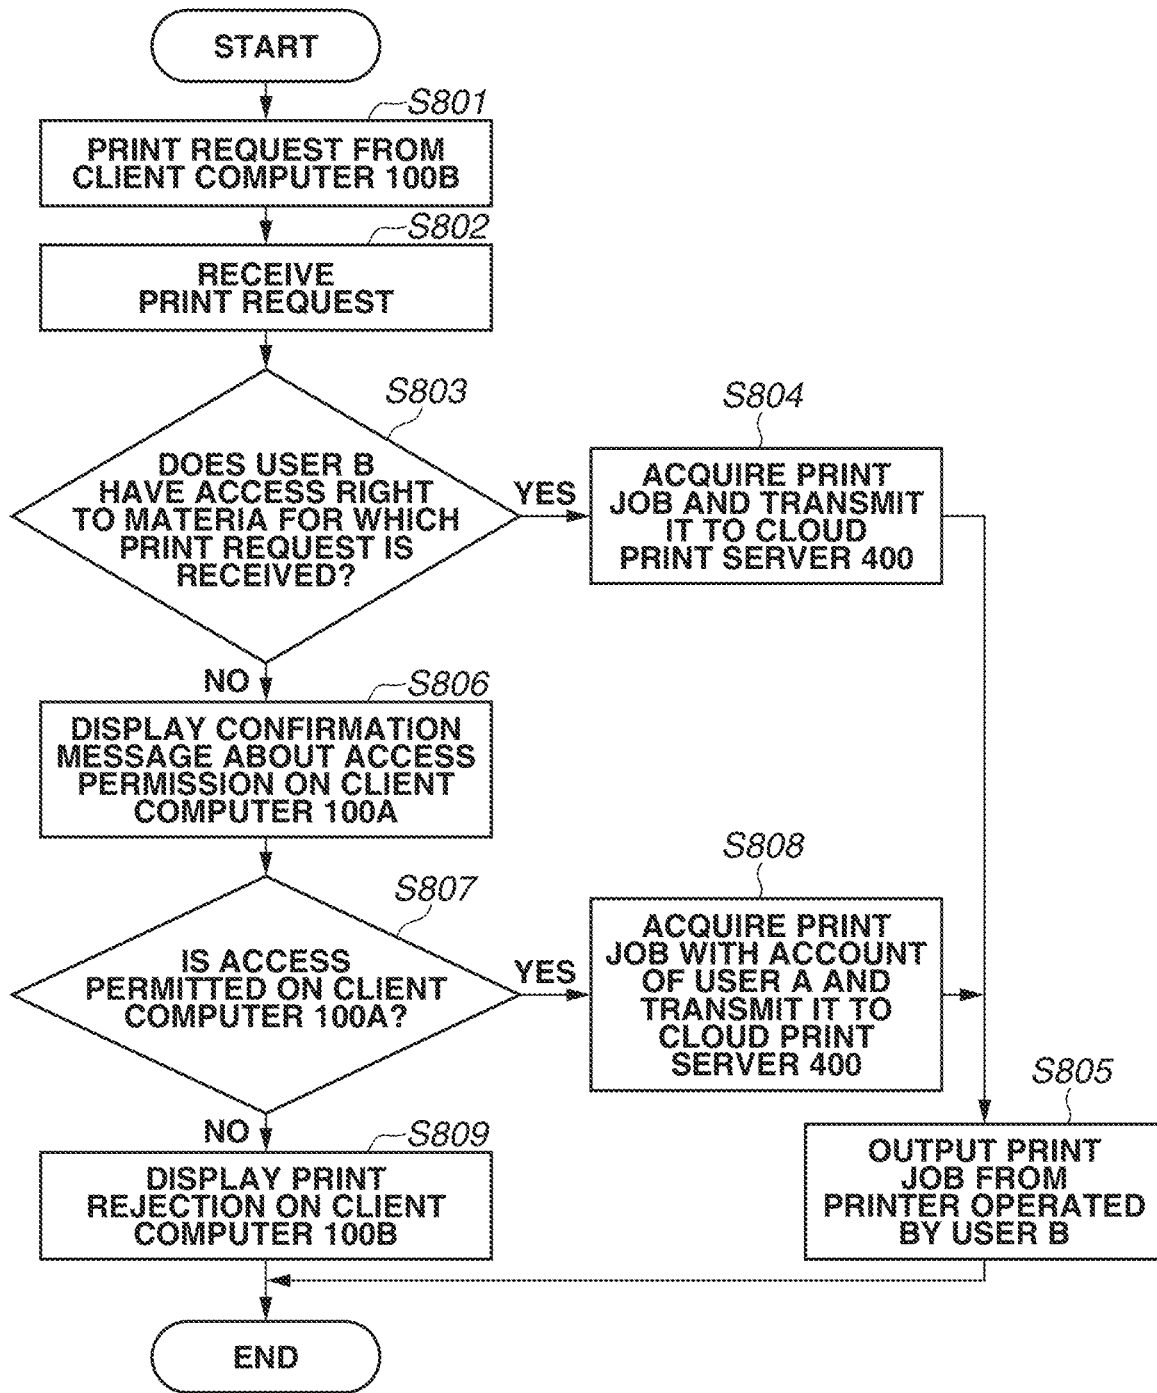 START
S801
PRINT REQUEST FROM
CLIENT COMPUTER 100B
S802
RECEIVE
PRINT REQUEST
S803
DOES USER B
HAVE ACCESS RIGHT
TO MATERIA FOR WHICH
PRINT REQUEST IS
RECEIVED?
YES
S804
ACQUIRE PRINT
JOB AND TRANSMIT
IT TO CLOUD
PRINT SERVER 400
NO
S806
DISPLAY CONFIRMATION
MESSAGE ABOUT ACCESS
PERMISSION ON CLIENT
COMPUTER 100A
S807
IS ACCESS
PERMITTED ON CLIENT
COMPUTER 100A?
YES
S808
ACQUIRE PRINT
JOB WITH ACCOUNT
OF USER A AND
TRANSMIT IT TO
CLOUD PRINT
SERVER 400
NO
S809
DISPLAY PRINT
REJECTION ON CLIENT
COMPUTER 100B
S805
OUTPUT PRINT
JOB FROM
PRINTER OPERATED
BY USER B
END